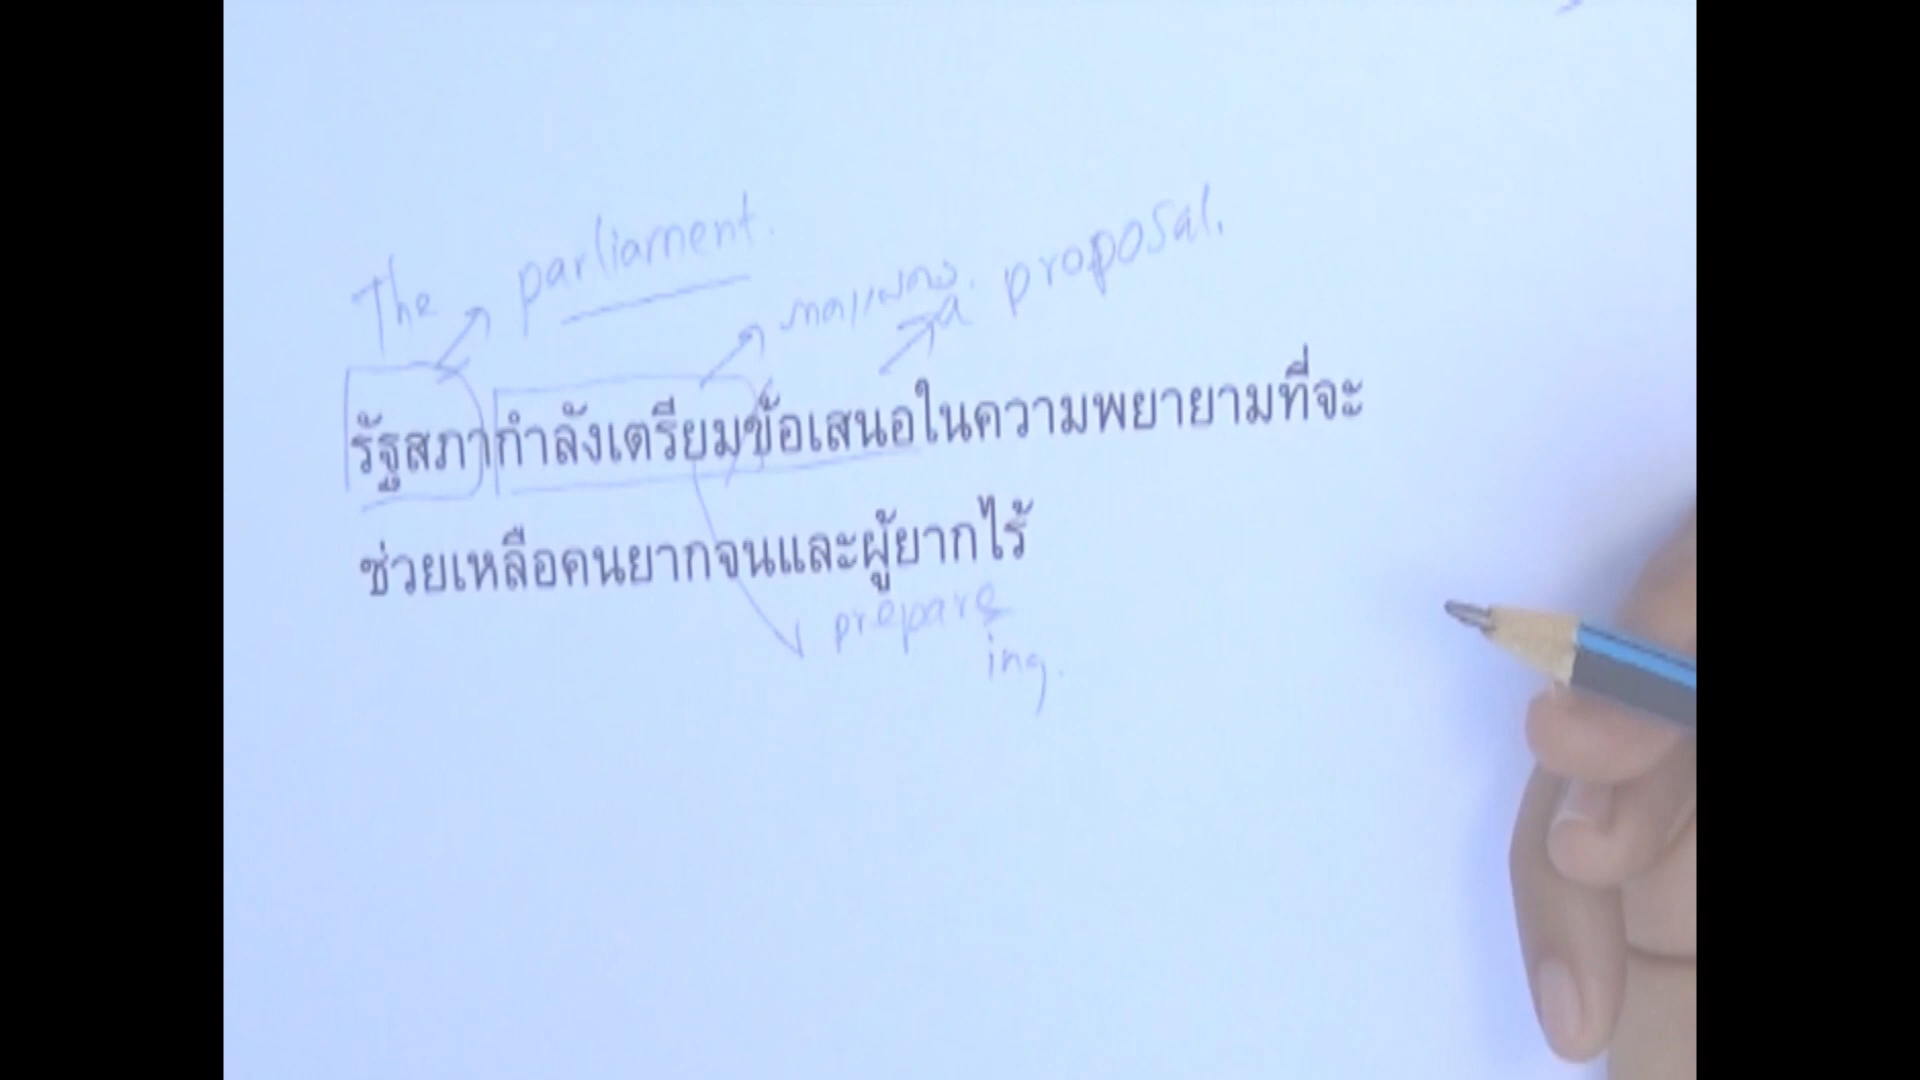 The parliament.
a proposal.
รัฐสภากำลังเตรียมข้อเสนอในความพยายามที่จะ
ช่วยเหลือคนยากจนและผู้ยากไร้
prepare
ing.